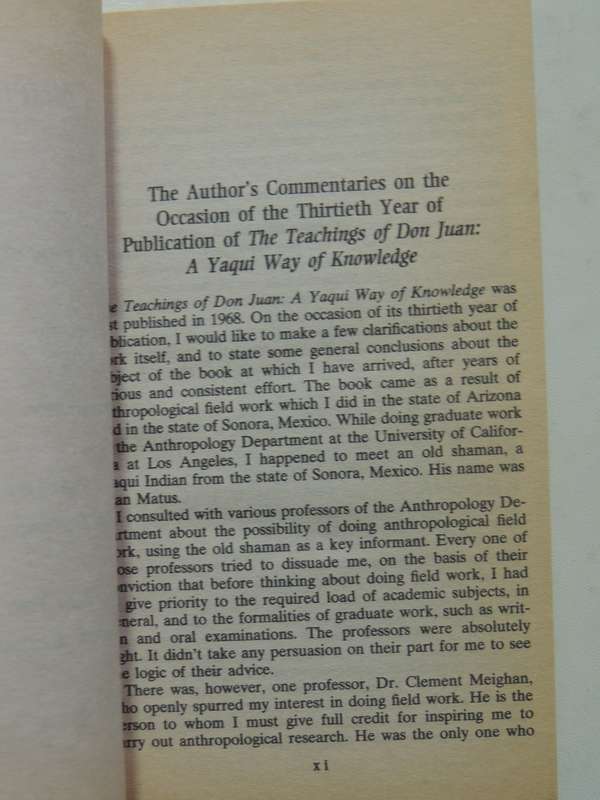 The Author's Commentaries on the
Occasion of the Thirtieth Year of
Publication of The Teachings of Don Juan:
A Yaqui Way of Knowledge
e Teachings of Don Juan: A Yaqui Way of Knowledge was
st published in 1968. On the occasion of its thirtieth year of
blication, I would like to make a few clarifications about the
rk itself, and to state some general conclusions about the
bject of the book at which I have arrived, after years of
rious and consistent effort. The book came as a result of
thropological field work which I did in the state of Arizona
d in the state of Sonora, Mexico. While doing graduate work
the Anthropology Department at the University of Califor-
a at Los Angeles, I happened to meet an old shaman, a
aqui Indian from the state of Sonora, Mexico. His name was
an Matus.
I consulted with various professors of the Anthropology De-
rtment about the possibility of doing anthropological field
ork, using the old shaman as a key informant. Every one of
ose professors tried to dissuade me, on the basis of their
nviction that before thinking about doing field work, I had
give priority to the required load of academic subjects, in
neral, and to the formalities of graduate work, such as writ-
n and oral examinations. The professors were absolutely
ght. It didn't take any persuasion on their part for me to see
e logic of their advice.
There was, however, one professor, Dr. Clement Meighan,
ho openly spurred my interest in doing field work. He is the
erson to whom I must give full credit for inspiring me to
rry out anthropological research. He was the only one who
xi